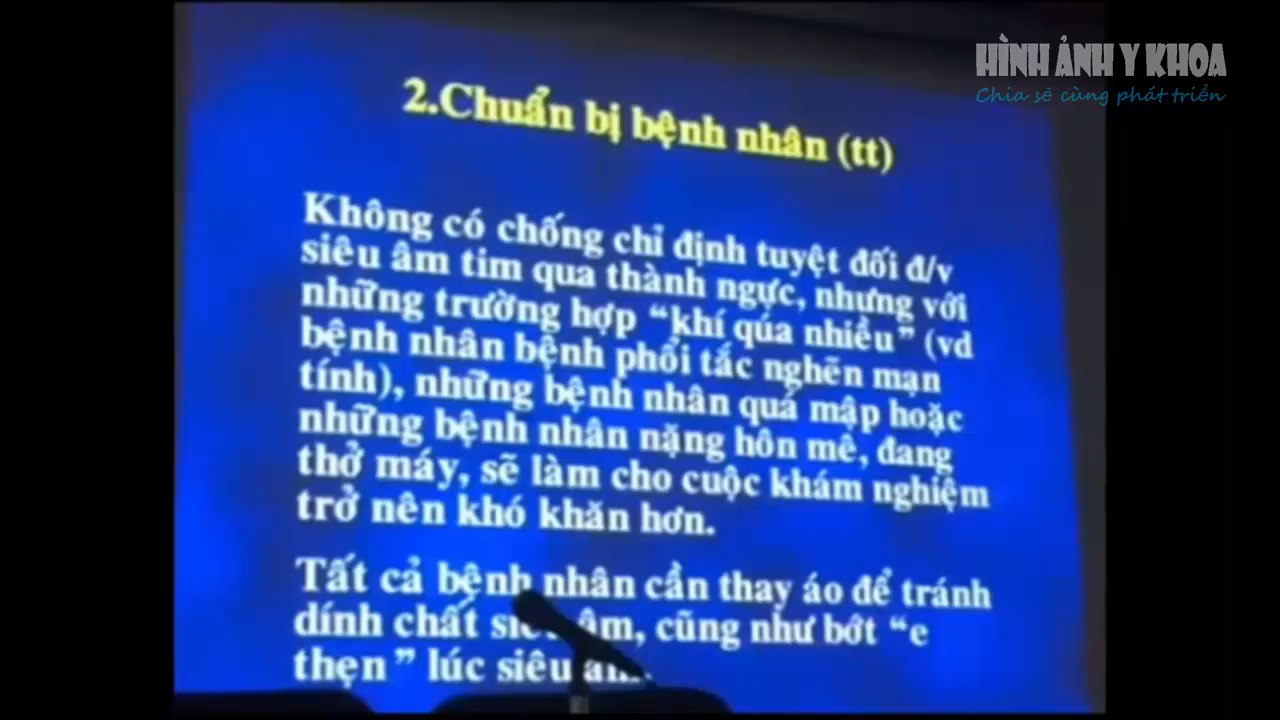 HÌNH ẢNH Y KHOA
Chia sẽ cùng phát triển
2.Chuẩn bị bệnh nhân (tt)
Không có chống chỉ định tuyệt đối đ/v
siêu âm tim qua thành ngực, nhưng với
những trường hợp “khí qúa nhiều” (vd
bệnh nhân bệnh phổi tắc nghẽn mạn
tính), những bệnh nhân quá mập hoặc
những bệnh nhân nặng hôn mê, đang
thở máy, sẽ làm cho cuộc khám nghiệm
trở nên khó khăn hơn.
Tất cả bệnh nhân cần thay áo để tránh
dính chất siêu âm, cũng như bớt “e
thẹn” lúc siêu âm.